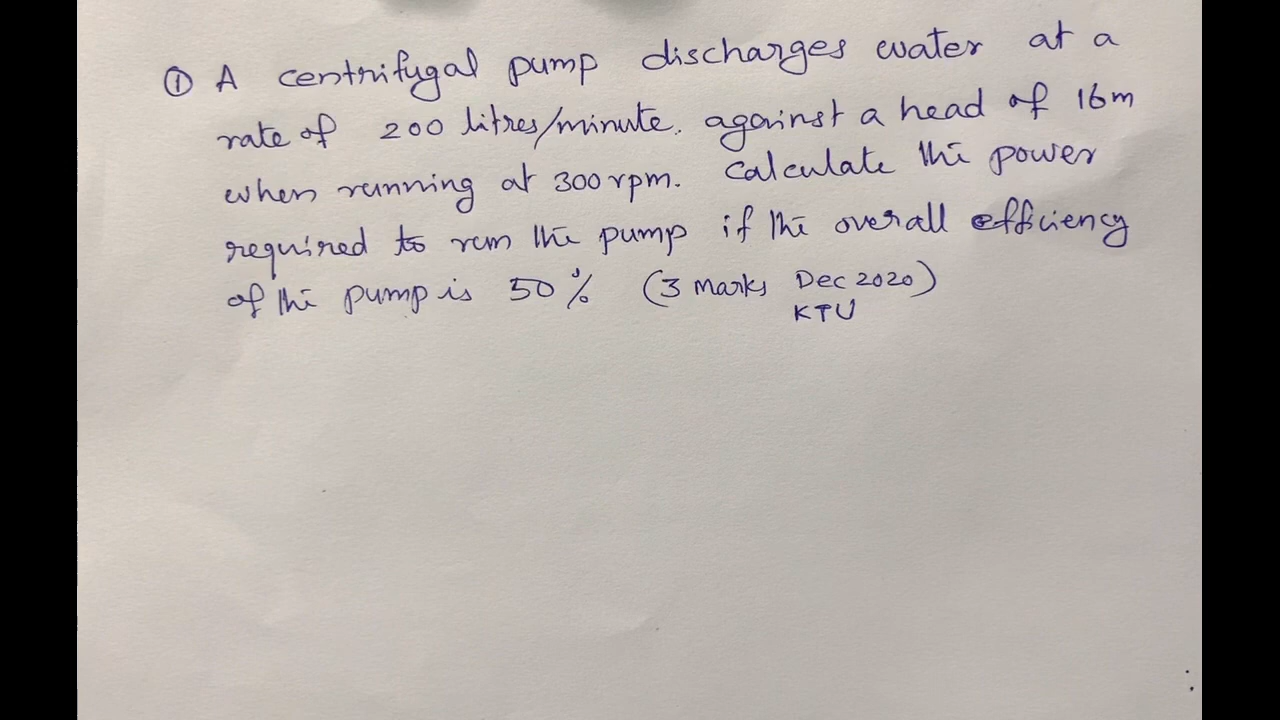 ① A centrifugal pump discharges water at a
rate of 200 litres/minute. against a head of 16m
when running at 300 rpm. Calculate the power
required to run the pump if the overall efficiency
of the pump is 50% (3 marks Dec 2020)
KTU